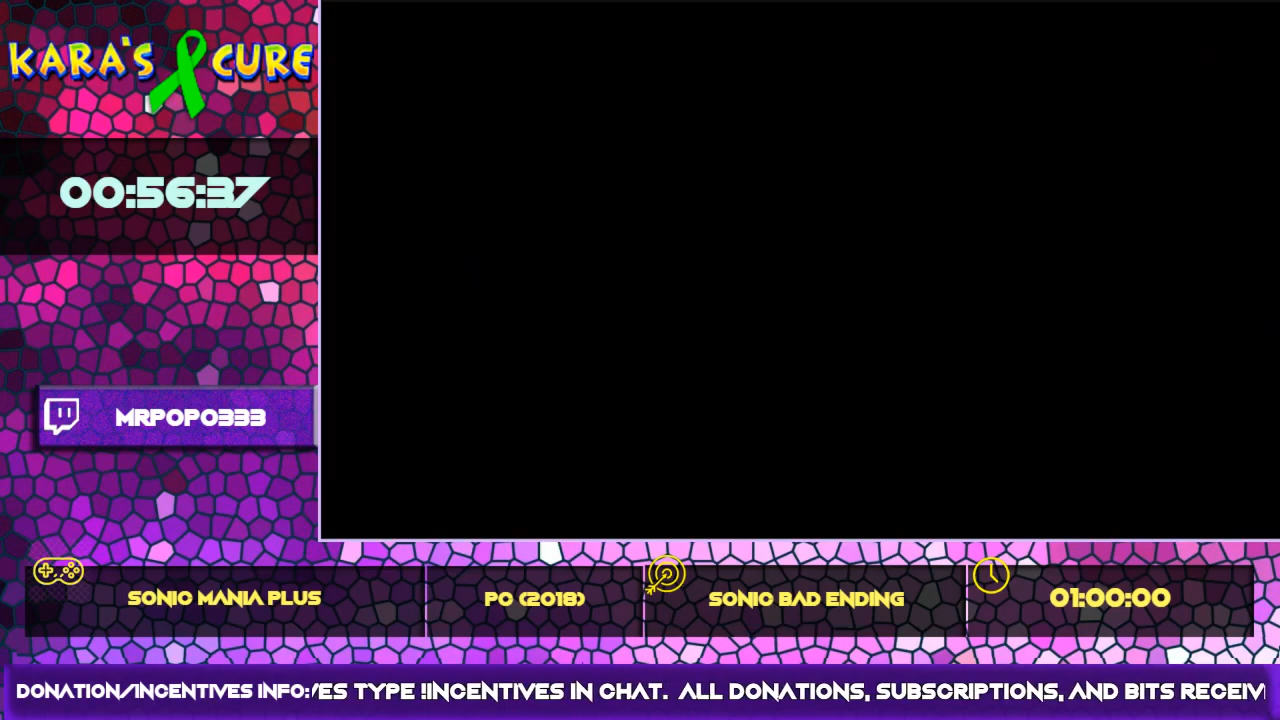 KARA'S CURE
00:56:37
MRPOPO333
SONIC MANIA PLUS
PC (2018)
SONIC BAD ENDING
01:00:00
DONATION/INCENTIVES INFO: TYPE !INCENTIVES IN CHAT. ALL DONATIONS, SUBSCRIPTIONS, AND BITS